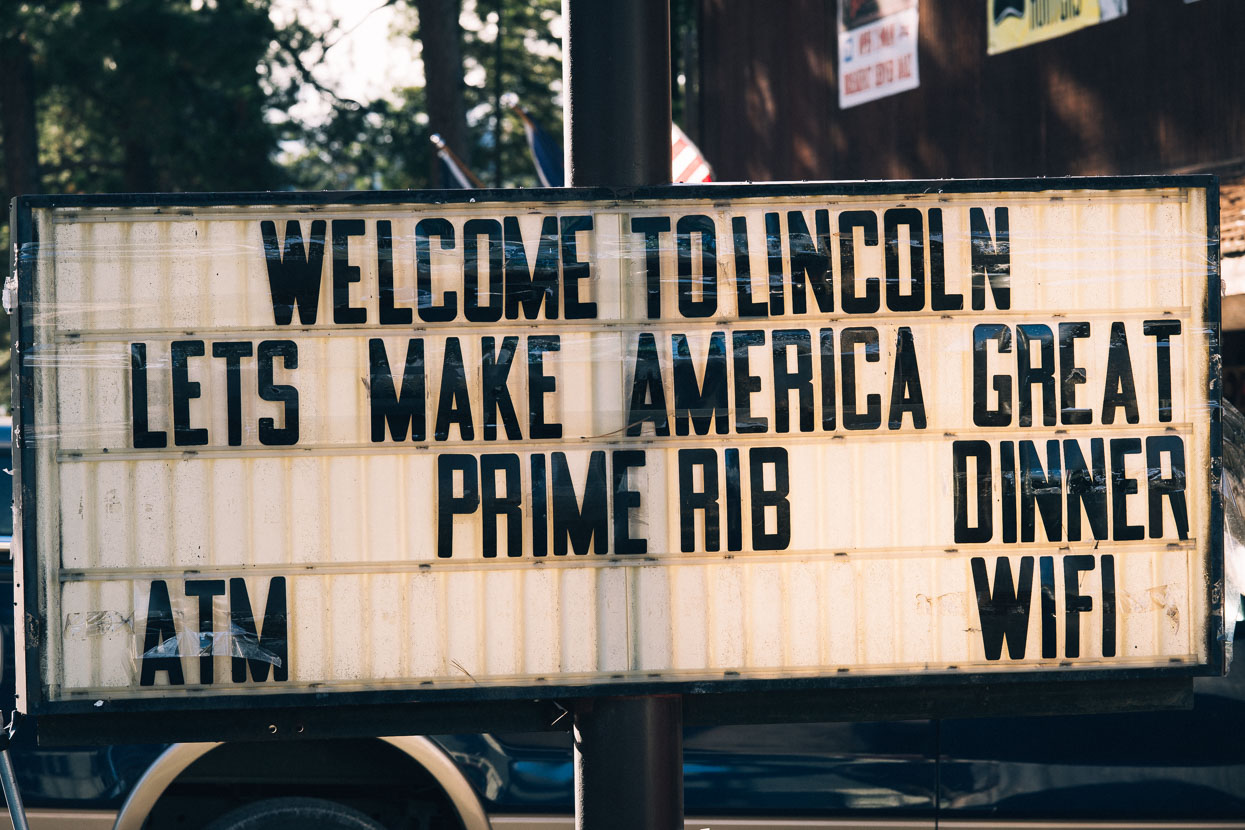 WELCOME TO LINCOLN
LETS MAKE AMERICA GREAT
PRIME RIB DINNER
ATM WIFI